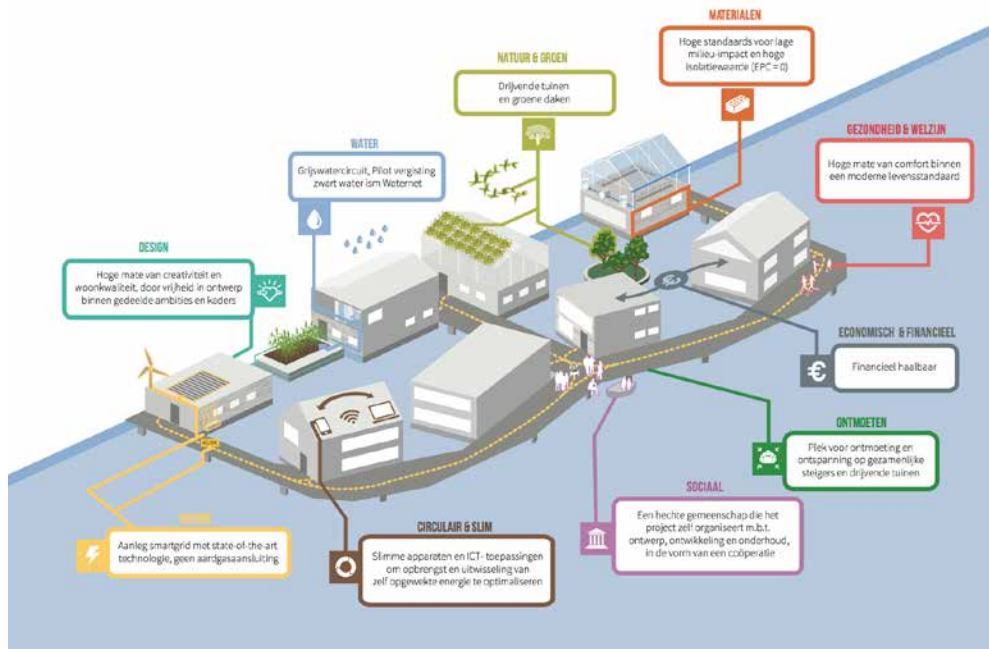 MATERIALEN
Hoge standaards voor lage
milieu-impact en hoge
isolatiewaarde (EPC = 0)
NATUUR & GROEN
Drijvende tuinen
en groene daken
GEZONDHEID & WELZIJN
Hoge mate van comfort binnen
een moderne levensstandaard
WATER
Grijswatercircuit, Pilot vergisting
zwart water ism Waternet
DESIGN
Hoge mate van creativiteit en
woonkwaliteit, door vrijheid in ontwerp
binnen gedeelde ambities en kaders
ECONOMISCH & FINANCIEEL
€
Financieel haalbaar
ONTMOETEN
Plek voor ontmoeting en
ontspanning op gezamenlijke
steigers en drijvende tuinen
SOCIAAL
Een hechte gemeenschap die het
project zelf organiseert m.b.t.
ontwerp, ontwikkeling en onderhoud,
in de vorm van een coöperatie
CIRCULAIR & SLIM
Slimme apparaten en ICT- toepassingen
om opbrengst en uitwisseling van
zelf opgewekte energie te optimaliseren
Aanleg smartgrid met state-of-the-art
technologie, geen aardgasaansluiting